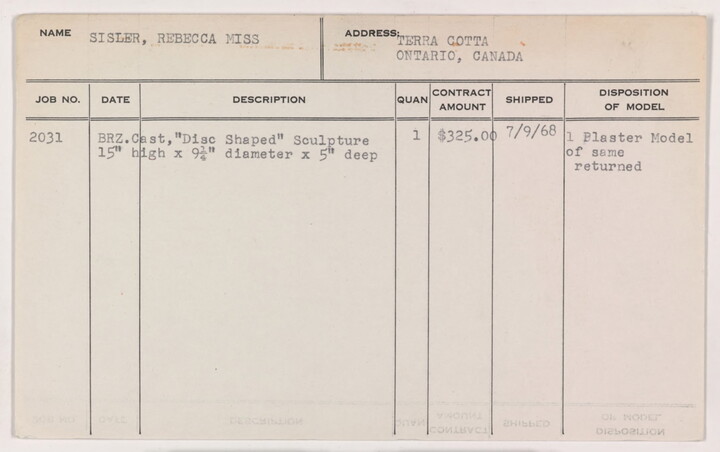 NAME SISLER, REBECCA MISS ADDRESS: TERRA COTTA
ONTARIO, CANADA
JOB NO. DATE DESCRIPTION QUAN CONTRACT AMOUNT SHIPPED DISPOSITION OF MODEL
2031 BRZ.Cast,"Disc Shaped" Sculpture 1 $325.00 7/9/68 1 Plaster Model
15" high x 9¼" diameter x 5" deep of same
returned